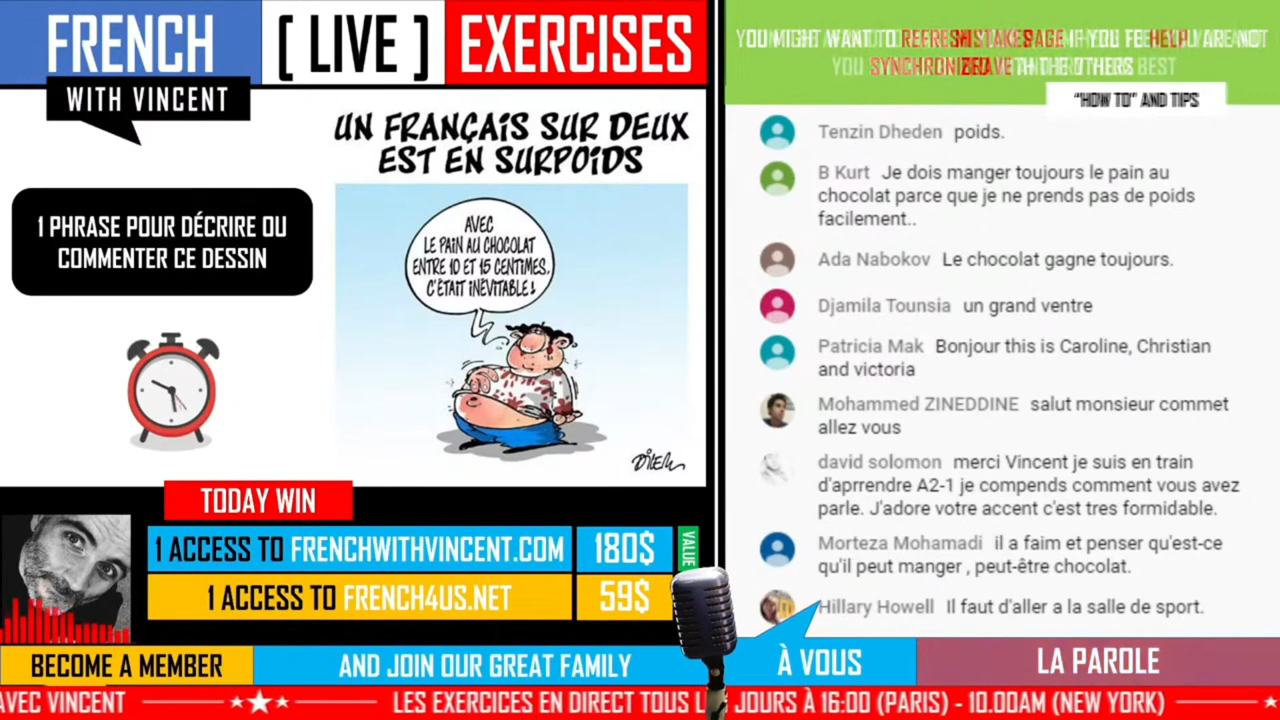 FRENCH
[ LIVE ]
EXERCISES
WITH VINCENT
UN FRANÇAIS SUR DEUX
EST EN SURPOIDS
1 PHRASE POUR DÉCRIRE OU
COMMENTER CE DESSIN
AVEC
LE PAIN AU CHOCOLAT
ENTRE 10 ET 15 CENTIMES,
C'ÉTAIT INÉVITABLE !
DILEM
TODAY WIN
1 ACCESS TO FRENCHWITHVINCENT.COM 180$
VALUE
1 ACCESS TO FRENCH4US.NET 59$
BECOME A MEMBER
AND JOIN OUR GREAT FAMILY
YOU MIGHT WANT TO REFRESH
"HOW TO" AND TIPS
Tenzin Dheden poids.
B Kurt Je dois manger toujours le pain au
chocolat parce que je ne prends pas de poids
facilement..
Ada Nabokov Le chocolat gagne toujours.
Djamila Tounsia un grand ventre
Patricia Mak Bonjour this is Caroline, Christian
and victoria
Mohammed ZINEDDINE salut monsieur commet
allez vous
david solomon merci Vincent je suis en train
d'aprrendre A2-1 je compends comment vous avez
parle. J'adore votre accent c'est tres formidable.
Morteza Mohamadi il a faim et penser qu'est-ce
qu'il peut manger , peut-être chocolat.
Hillary Howell Il faut d'aller a la salle de sport.
À VOUS
LA PAROLE
AVEC VINCENT
LES EXERCICES EN DIRECT TOUS L JOURS À 16:00 (PARIS) - 10.00AM (NEW YORK)